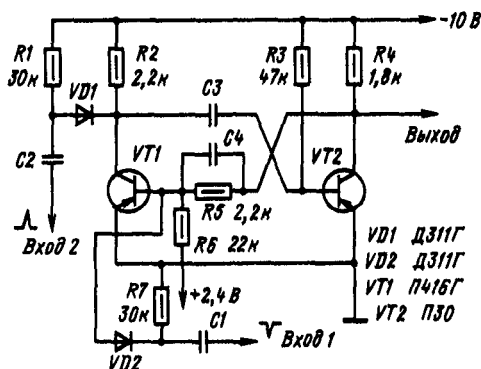 -10 В
R1
30к
R2
2,2к
R3
47к
R4
1,8к
VD1
C3
C4
Выход
VT1
VT2
C2
R5 2,2к
R6 22к
Вход 2
+2,4 В
R7
30к
C1
Вход 1
VD2
VD1 Д311Г
VD2 Д311Г
VT1 П416Г
VT2 П30